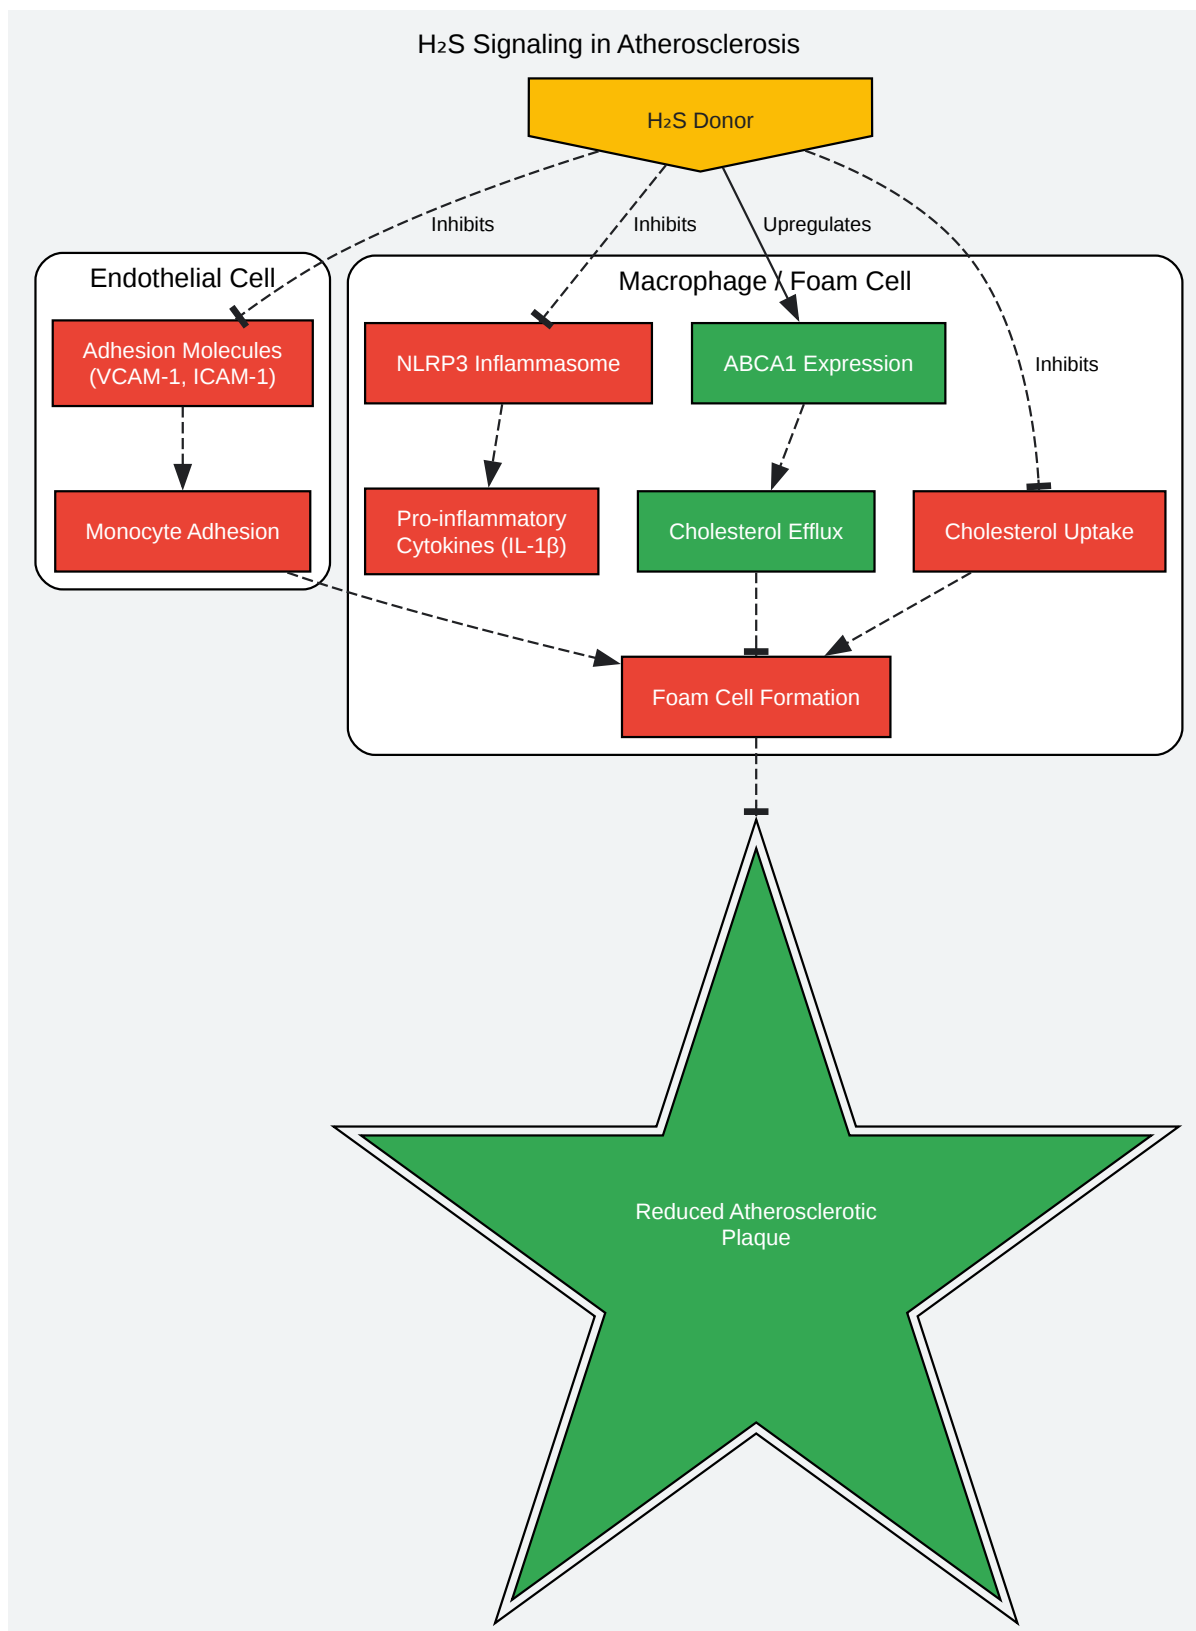 H₂S Signaling in Atherosclerosis
H₂S Donor
Inhibits
Inhibits
Upregulates
Endothelial Cell
Macrophage / Foam Cell
Adhesion Molecules
(VCAM-1, ICAM-1)
NLRP3 Inflammasome
ABCA1 Expression
Inhibits
Monocyte Adhesion
Pro-inflammatory
Cytokines (IL-1β)
Cholesterol Efflux
Cholesterol Uptake
Foam Cell Formation
Reduced Atherosclerotic
Plaque